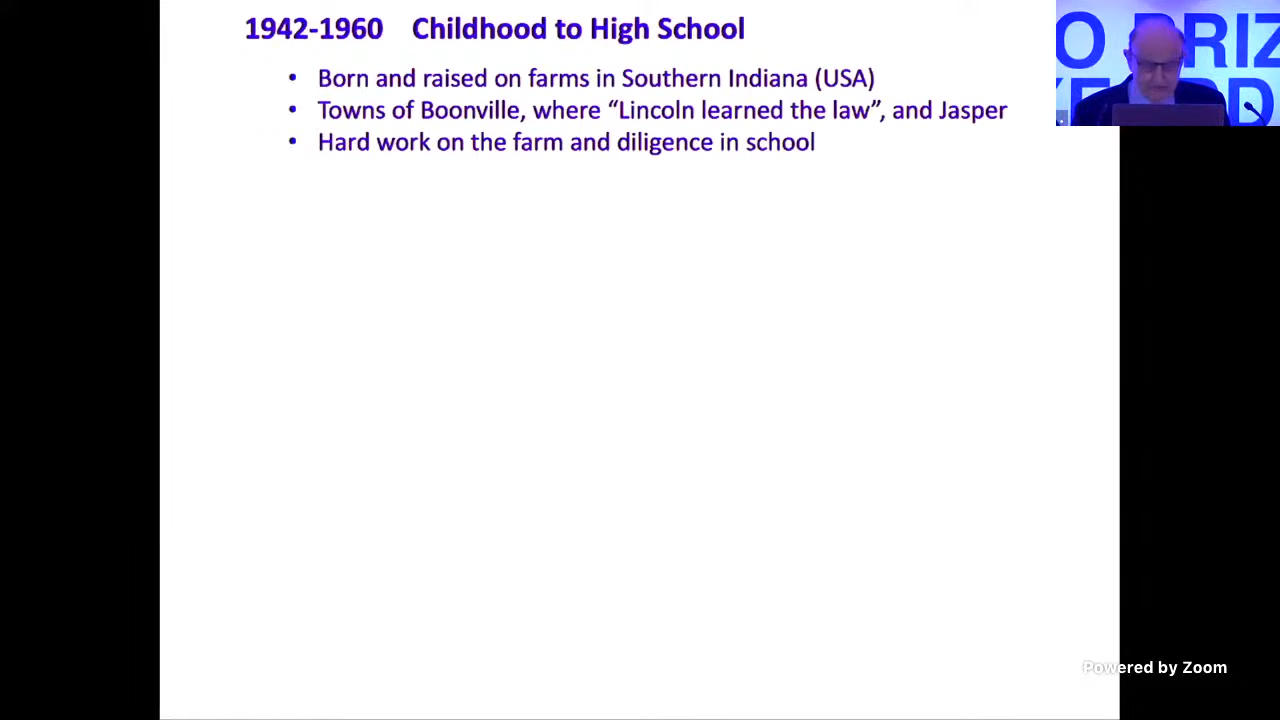 1942-1960 Childhood to High School
• Born and raised on farms in Southern Indiana (USA)
• Towns of Boonville, where “Lincoln learned the law”, and Jasper
• Hard work on the farm and diligence in school
O PRIZ
Powered by Zoom